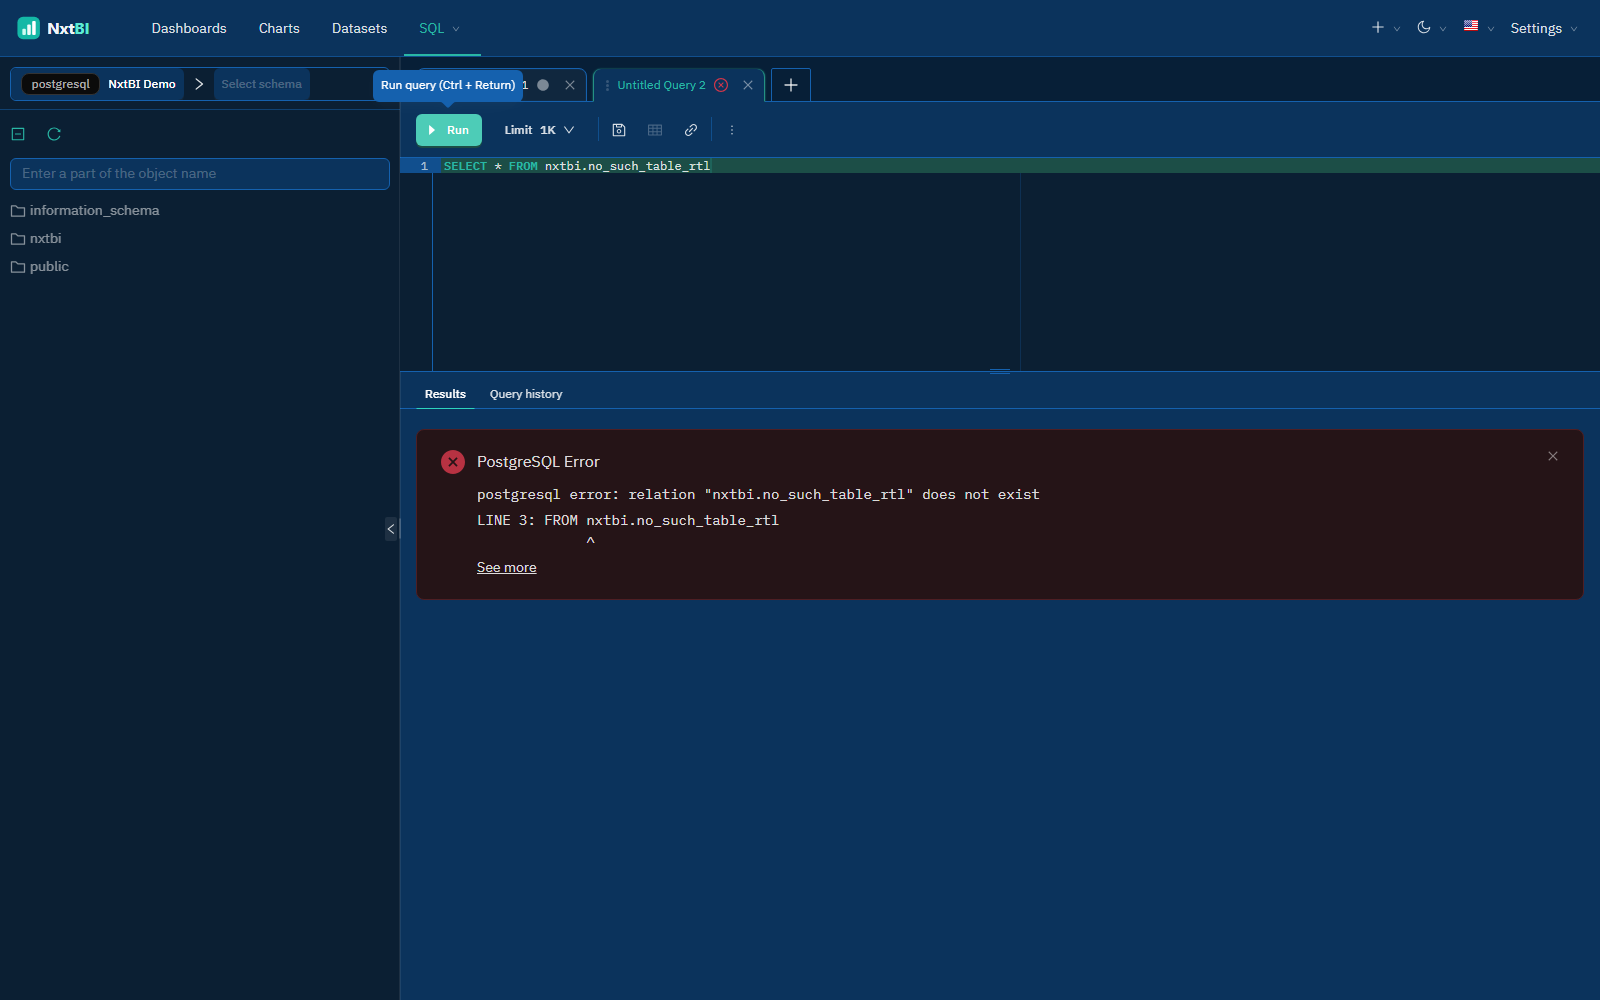 NxtBI
Dashboards
Charts
Datasets
SQL
Settings
postgresql
NxtBI Demo
Select schema
Run query (Ctrl + Return)
1
Untitled Query 2
Run
Limit 1K
Enter a part of the object name
information_schema
nxtbi
public
1
SELECT * FROM nxtbi.no_such_table_rtl
Results
Query history
PostgreSQL Error
postgresql error: relation "nxtbi.no_such_table_rtl" does not exist
LINE 3: FROM nxtbi.no_such_table_rtl
^
See more